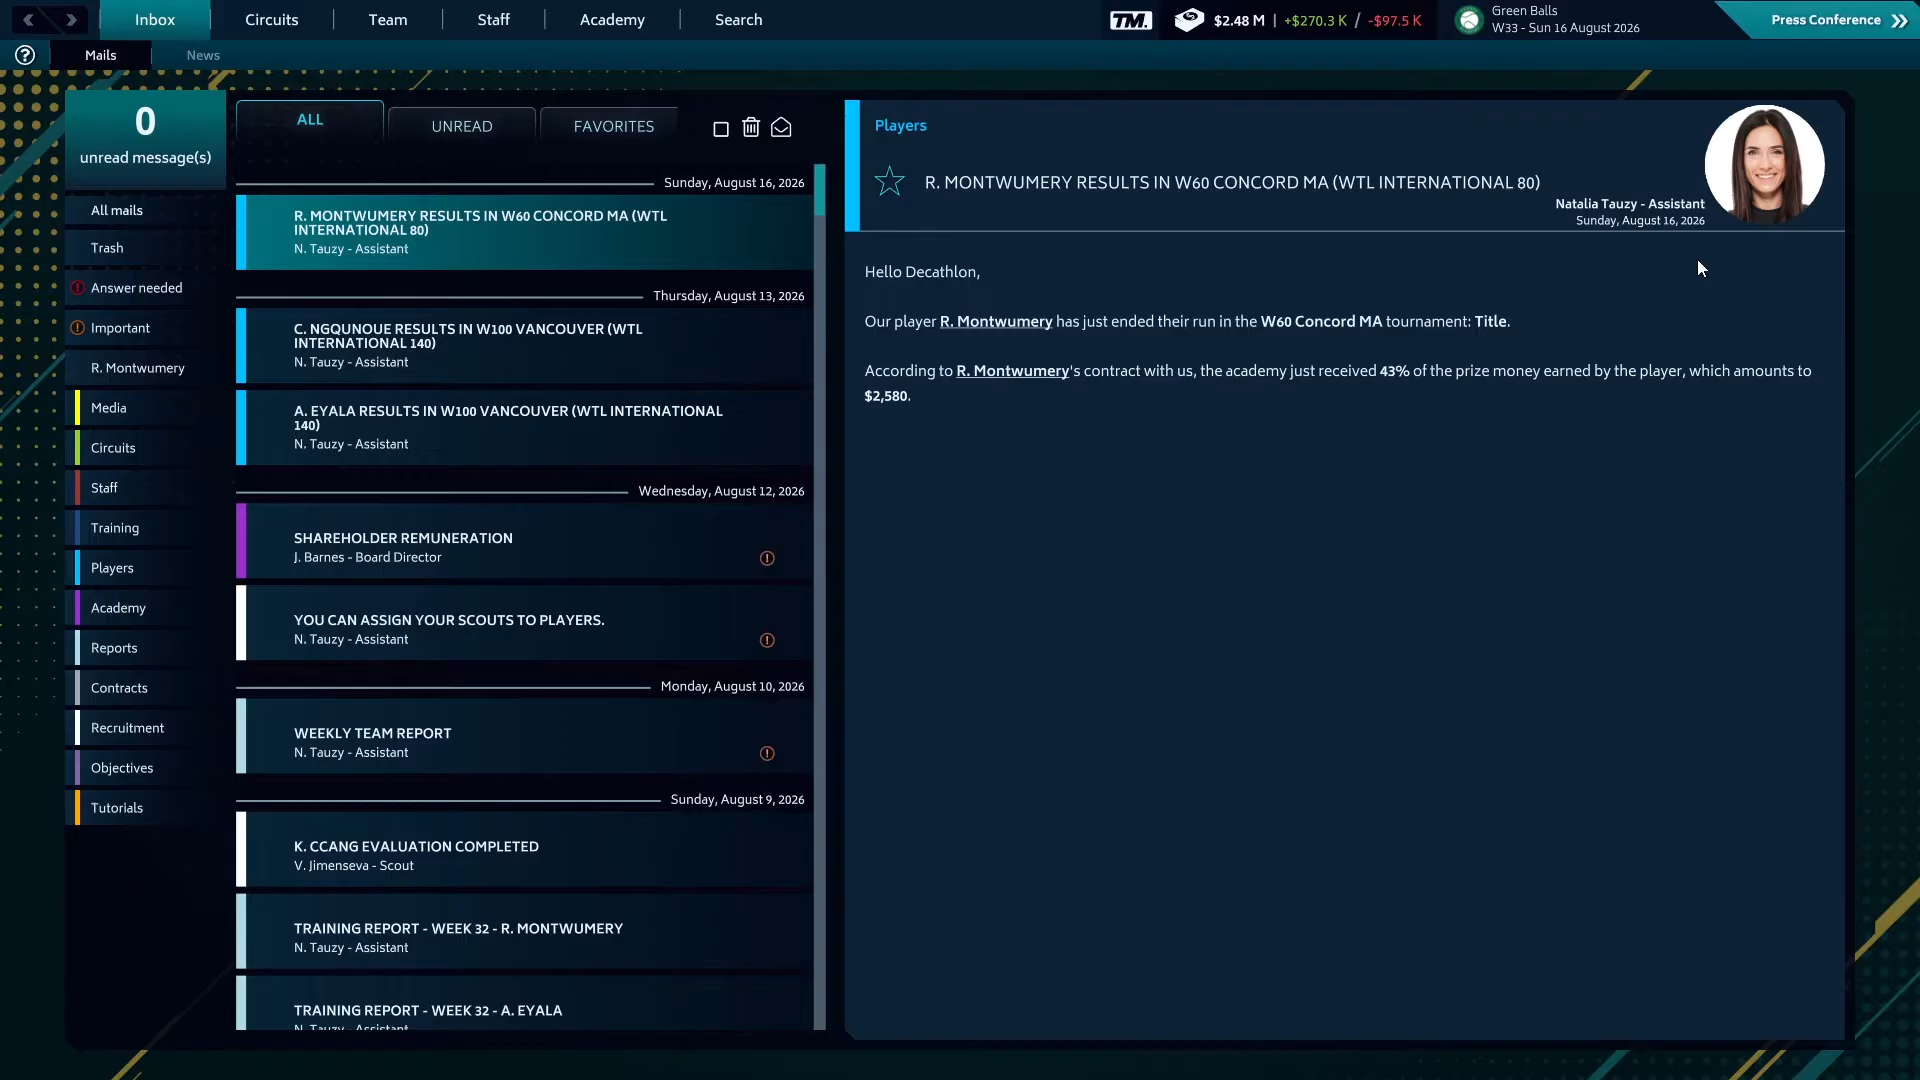 Inbox
Circuits
Team
Staff
Academy
Search
TM.
$2.48 M | +$270.3 K / -$97.5 K
Green Balls
W33 - Sun 16 August 2026
Press Conference
?
Mails
News
0
unread message(s)
All mails
Trash
Answer needed
Important
R. Montwumery
Media
Circuits
Staff
Training
Players
Academy
Reports
Contracts
Recruitment
Objectives
Tutorials
ALL
UNREAD
FAVORITES
Sunday, August 16, 2026
R. MONTWUMERY RESULTS IN W60 CONCORD MA (WTL
INTERNATIONAL 80)
N. Tauzy - Assistant
Thursday, August 13, 2026
C. NGQUNOUE RESULTS IN W100 VANCOUVER (WTL
INTERNATIONAL 140)
N. Tauzy - Assistant
A. EYALA RESULTS IN W100 VANCOUVER (WTL INTERNATIONAL
140)
N. Tauzy - Assistant
Wednesday, August 12, 2026
SHAREHOLDER REMUNERATION
J. Barnes - Board Director
YOU CAN ASSIGN YOUR SCOUTS TO PLAYERS.
N. Tauzy - Assistant
Monday, August 10, 2026
WEEKLY TEAM REPORT
N. Tauzy - Assistant
Sunday, August 9, 2026
K. CCANG EVALUATION COMPLETED
V. Jimenseva - Scout
TRAINING REPORT - WEEK 32 - R. MONTWUMERY
N. Tauzy - Assistant
TRAINING REPORT - WEEK 32 - A. EYALA
N. Tauzy - Assistant
Players
R. MONTWUMERY RESULTS IN W60 CONCORD MA (WTL INTERNATIONAL 80)
Natalia Tauzy - Assistant
Sunday, August 16, 2026
Hello Decathlon,
Our player R. Montwumery has just ended their run in the W60 Concord MA tournament: Title.
According to R. Montwumery's contract with us, the academy just received 43% of the prize money earned by the player, which amounts to
$2,580.